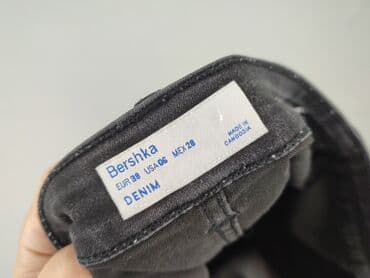 Bershka
EUR 38 USA 06 MEX 28
DENIM
MADE IN
CAMBODIA